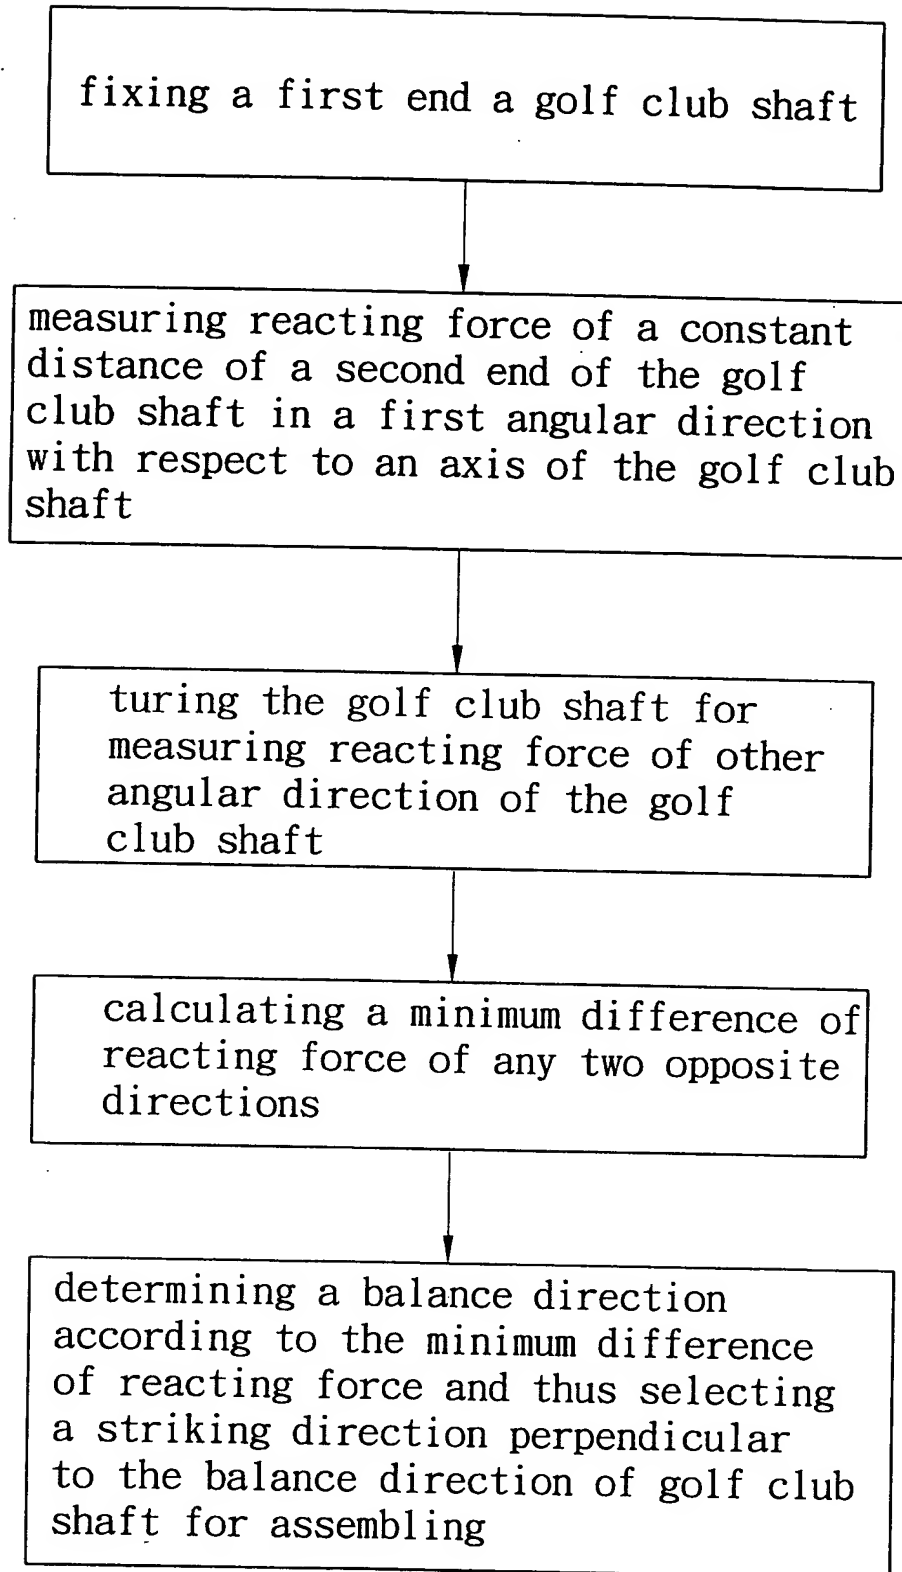 fixing a first end a golf club shaft
measuring reacting force of a constant
distance of a second end of the golf
club shaft in a first angular direction
with respect to an axis of the golf club
shaft
turing the golf club shaft for
measuring reacting force of other
angular direction of the golf
club shaft
calculating a minimum difference of
reacting force of any two opposite
directions
determining a balance direction
according to the minimum difference
of reacting force and thus selecting
a striking direction perpendicular
to the balance direction of golf club
shaft for assembling